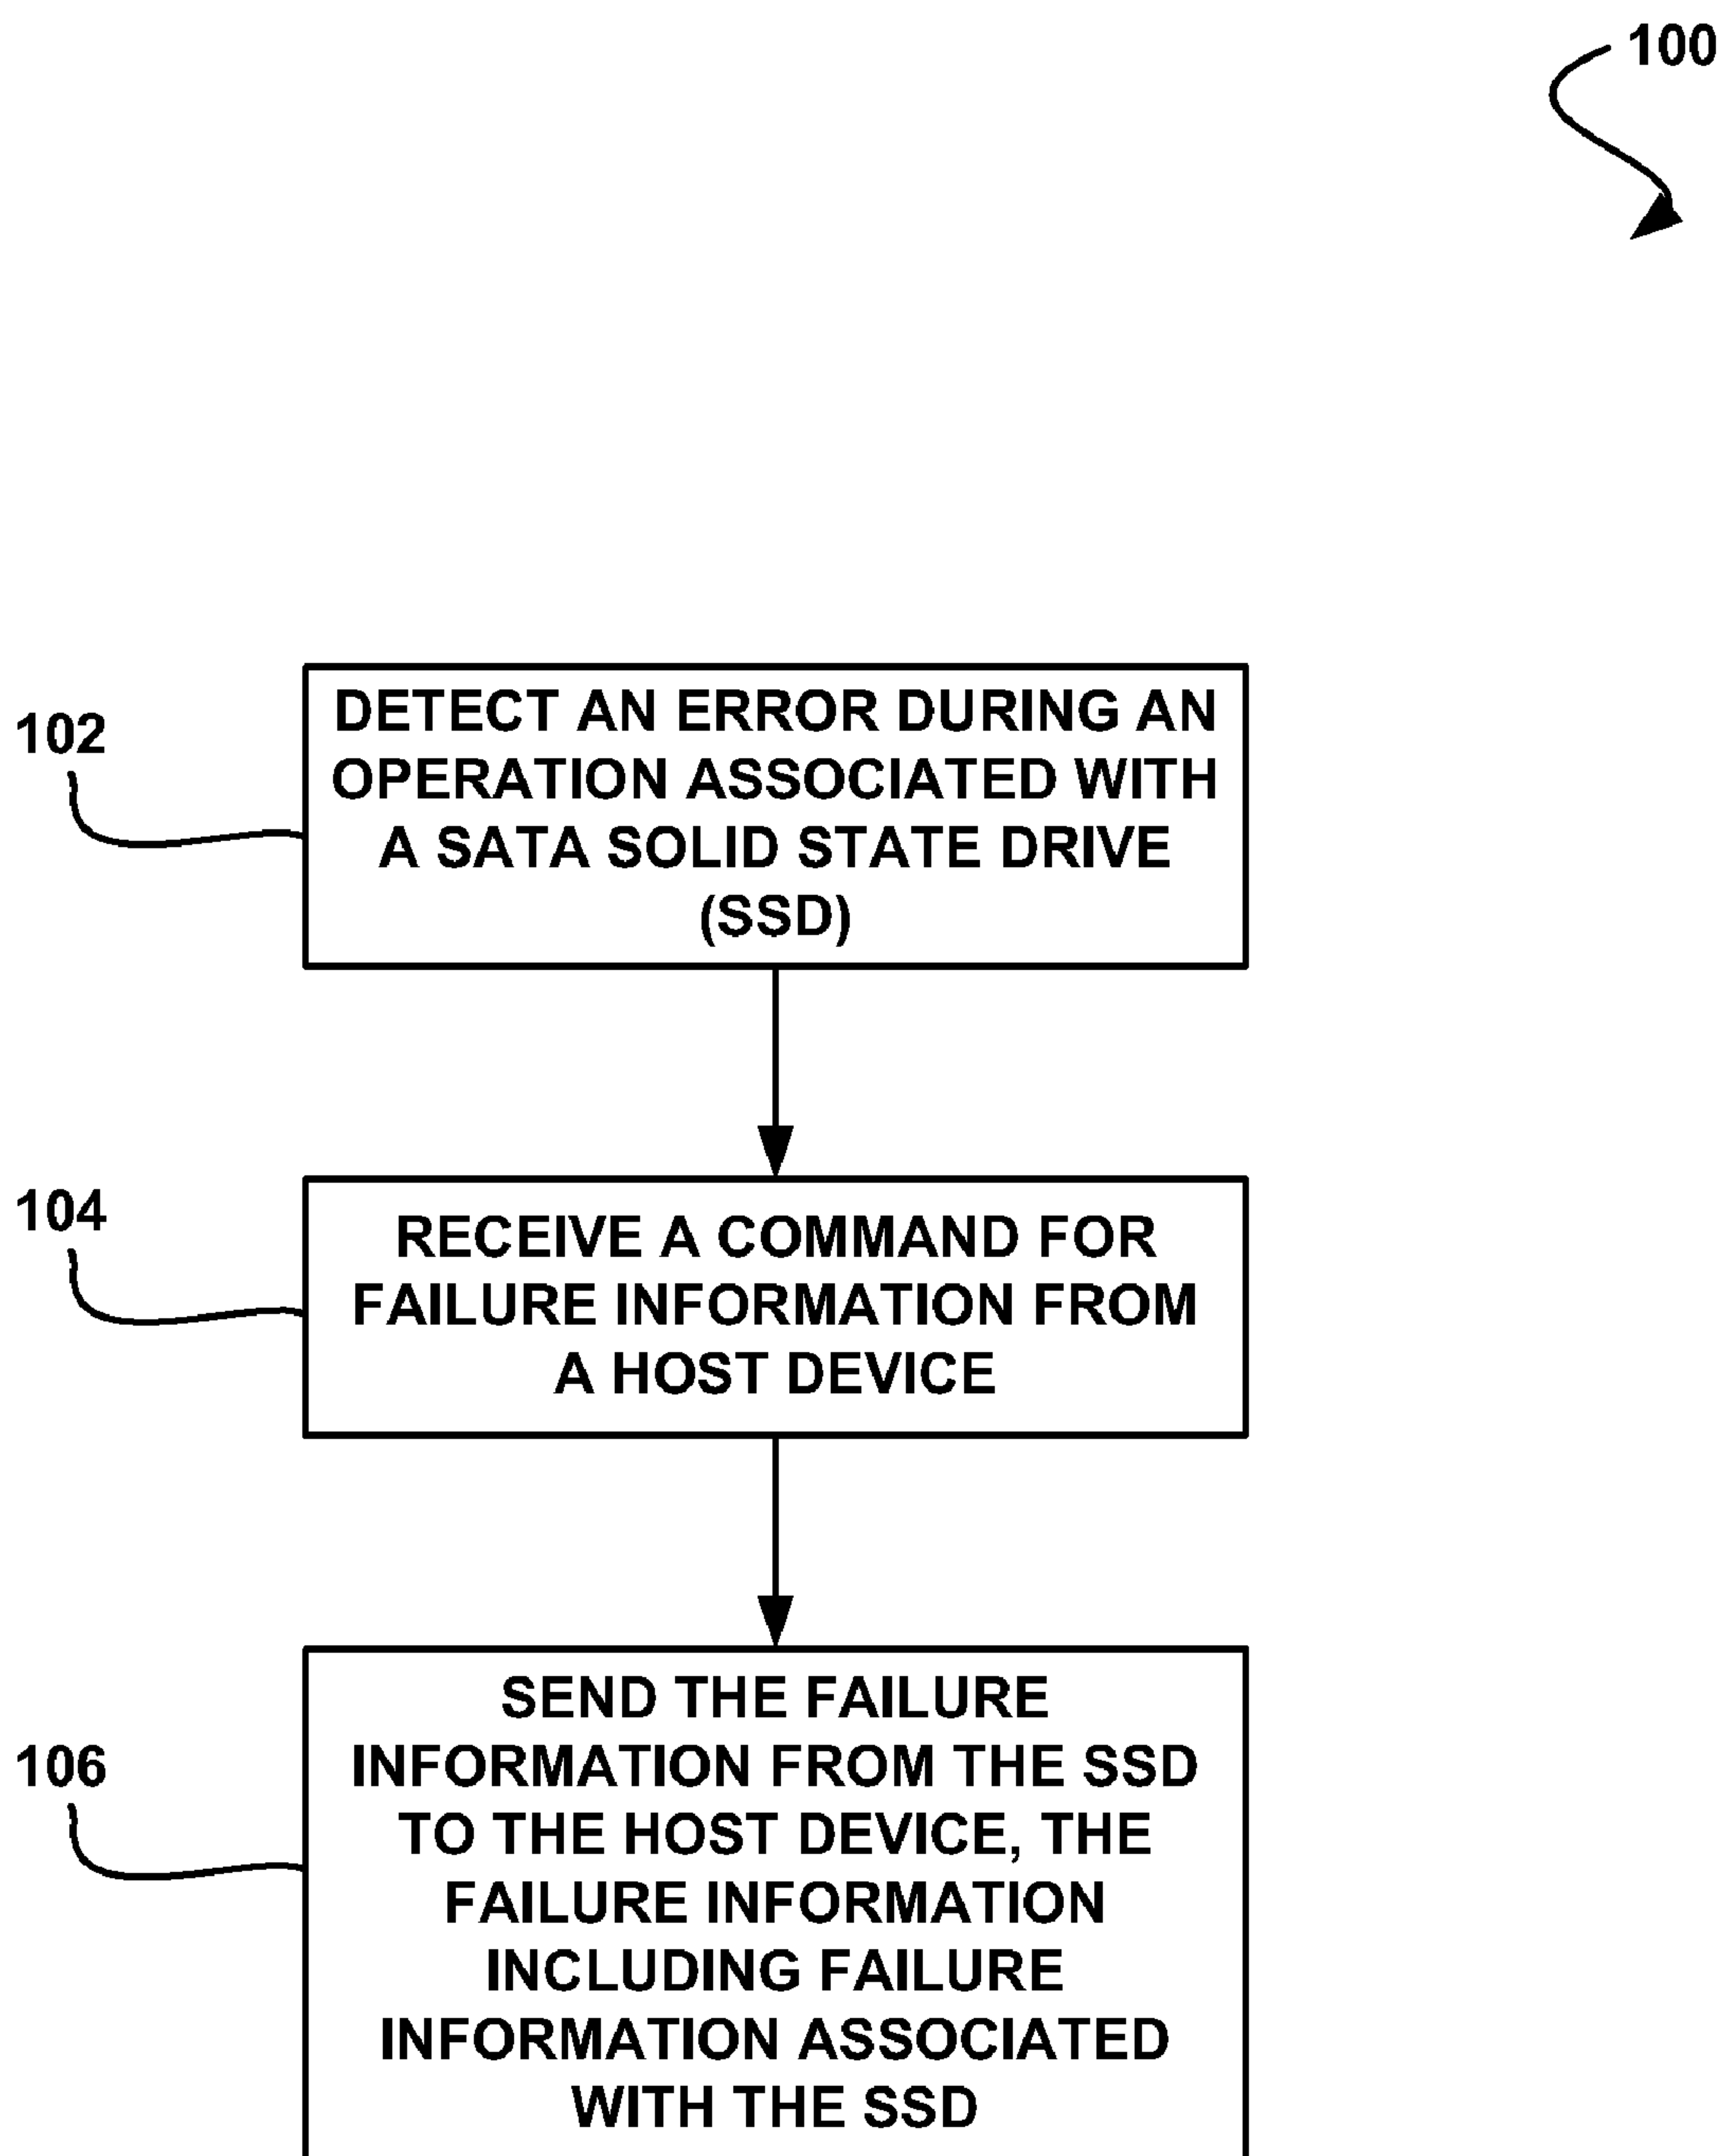 100
102
DETECT AN ERROR DURING AN
OPERATION ASSOCIATED WITH
A SATA SOLID STATE DRIVE
(SSD)
104
RECEIVE A COMMAND FOR
FAILURE INFORMATION FROM
A HOST DEVICE
106
SEND THE FAILURE
INFORMATION FROM THE SSD
TO THE HOST DEVICE, THE
FAILURE INFORMATION
INCLUDING FAILURE
INFORMATION ASSOCIATED
WITH THE SSD